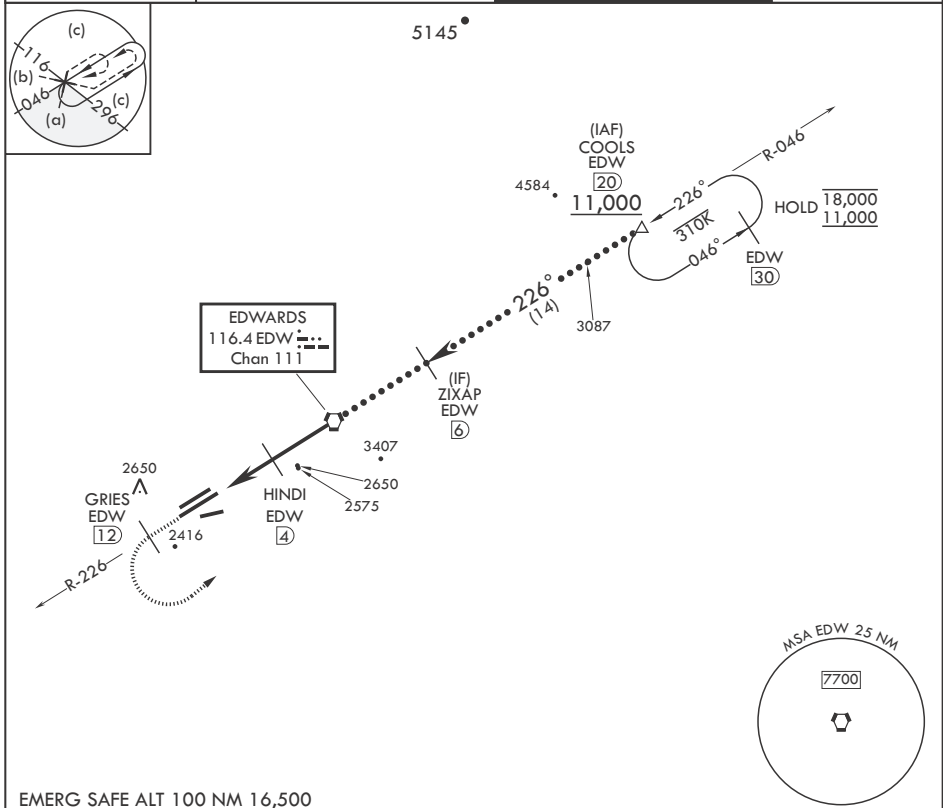 5145
(c)
116
(b)
046
(a)
(c)
296
(IAF)
COOLS
EDW
20
11,000
4584
R-046
226°
310K
046°
HOLD 18,000
11,000
EDW
30
226°
(14)
3087
EDWARDS
116.4 EDW
Chan 111
(IF)
ZIXAP
EDW
6
3407
2650
2575
HINDI
EDW
4
2650
GRIES
EDW
12
2416
R-226
MSA EDW 25 NM
7700
EMERG SAFE ALT 100 NM 16,500